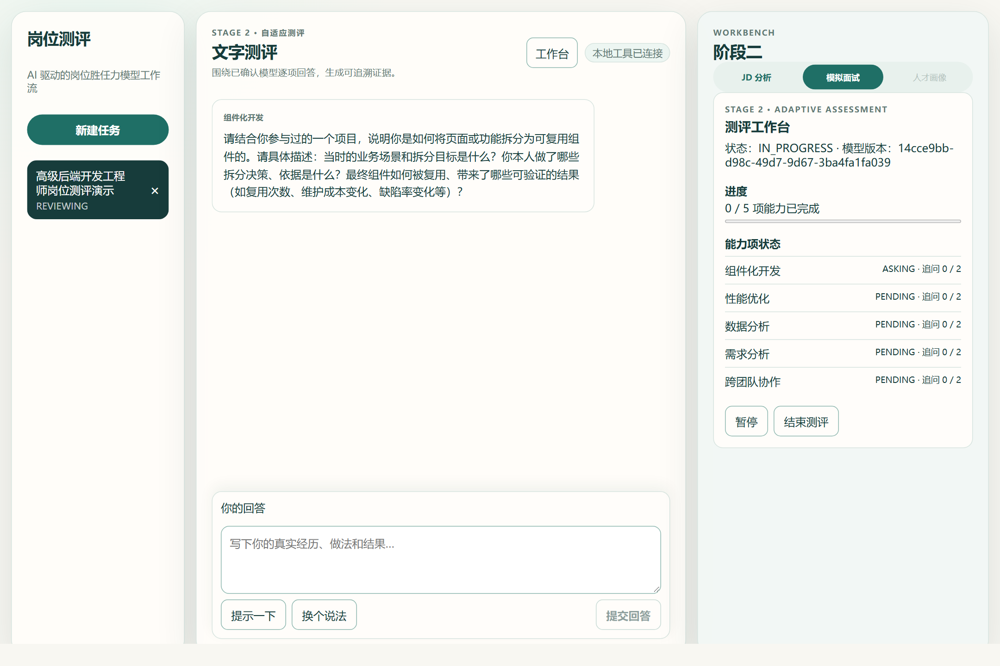 岗位测评
AI 驱动的岗位胜任力模型工作
流
新建任务
高级后端开发工程
师岗位测评演示
×
REVIEWING
STAGE 2 • 自适应测评
文字测评
围绕已确认模型逐项回答，生成可追溯证据。
工作台
本地工具已连接
组件化开发
请结合你参与过的一个项目，说明你是如何将页面或功能拆分为可复用组
件的。请具体描述：当时的业务场景和拆分目标是什么？你本人做了哪些
拆分决策、依据是什么？最终组件如何被复用、带来了哪些可验证的结果
（如复用次数、维护成本变化、缺陷率变化等）？
你的回答
写下你的真实经历、做法和结果...
提示一下
换个说法
提交回答
WORKBENCH
阶段二
JD 分析
模拟面试
人才画像
STAGE 2 • ADAPTIVE ASSESSMENT
测评工作台
状态：IN_PROGRESS · 模型版本：14cce9bb-
d98c-49d7-9d67-3ba4fa1fa039
进度
0 / 5 项能力已完成
能力项状态
组件化开发 ASKING · 追问 0 / 2
性能优化 PENDING · 追问 0 / 2
数据分析 PENDING · 追问 0 / 2
需求分析 PENDING · 追问 0 / 2
跨团队协作 PENDING · 追问 0 / 2
暂停
结束测评